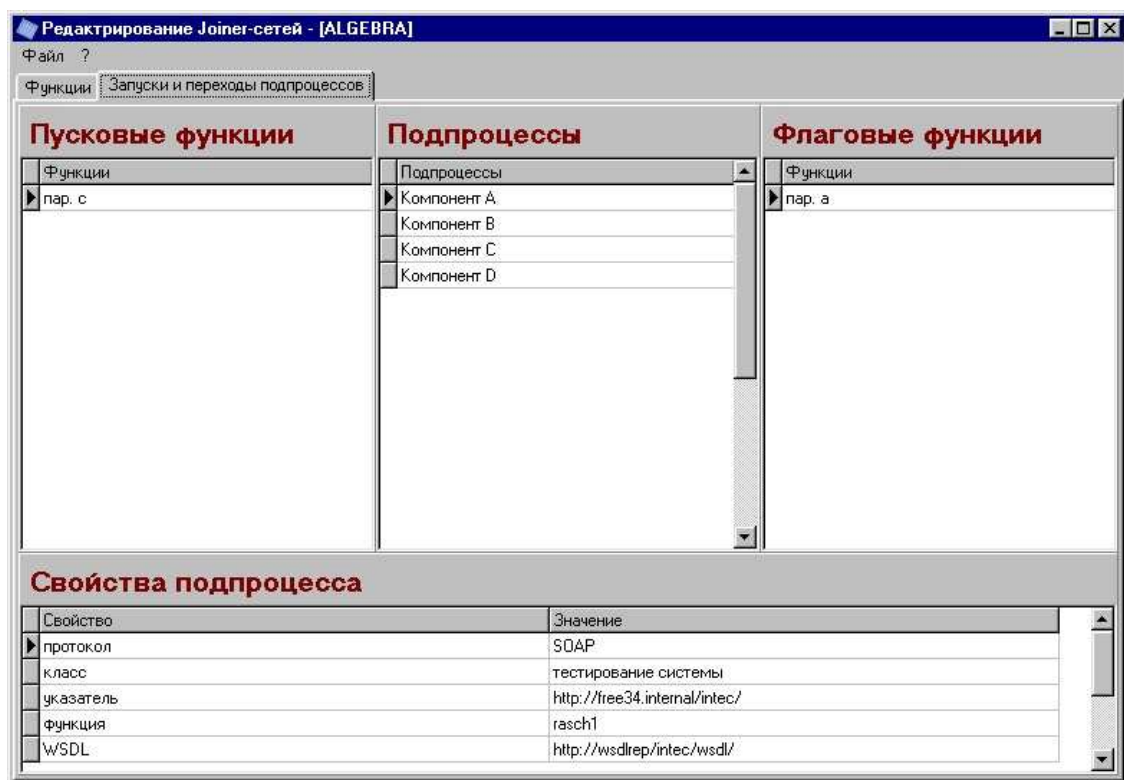 Редактрирование Joiner-сетей - [ALGEBRA]
Файл ?
Функции Запуски и переходы подпроцессов
Пусковые функции
Функции
пар. c
Подпроцессы
Подпроцессы
Компонент A
Компонент B
Компонент C
Компонент D
Флаговые функции
Функции
пар. a
Свойства подпроцесса
Свойство Значение
протокол SOAP
класс тестирование системы
указатель http://free34.internal/intec/
функция rasch1
WSDL http://wsdlrep/intec/wsdl/